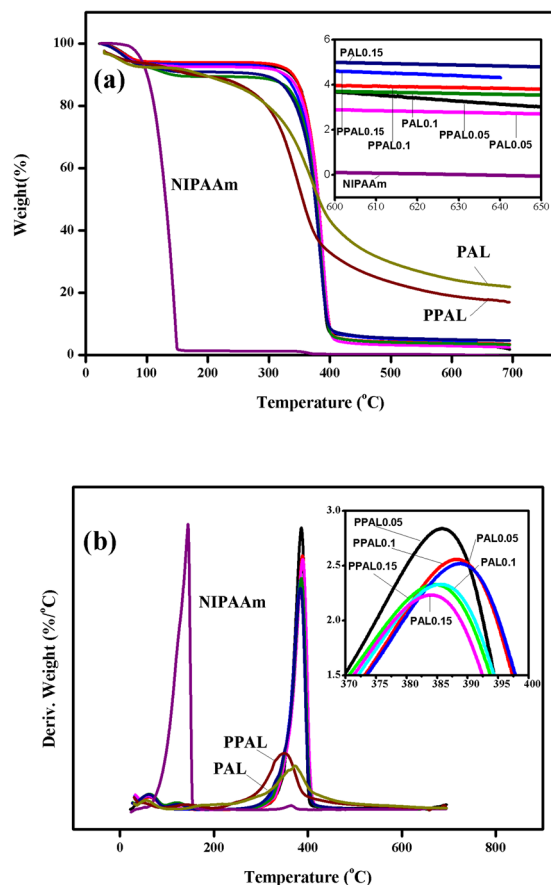 100
80
60
40
20
0
Weight(%)
(a)
NIPAAm
PAL
PPAL
0 100 200 300 400 500 600 700
Temperature (°C)
6
4
2
0
PAL0.15
PPAL0.15
PPAL0.1
PAL0.1
PPAL0.05
PAL0.05
NIPAAm
600 610 620 630 640 650
(b)
Deriv. Weight (%/°C)
NIPAAm
PPAL
PAL
0 200 400 600 800
Temperature (°C)
3.0
2.5
2.0
1.5
PPAL0.05
PPAL0.1
PPAL0.15
PAL0.05
PAL0.1
PAL0.15
370 375 380 385 390 395 400